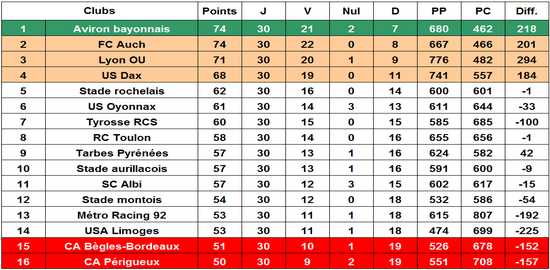 Clubs Points J V Nul D PP PC Diff.
1 Aviron bayonnais 74 30 21 2 7 680 462 218
2 FC Auch 74 30 22 0 8 667 466 201
3 Lyon OU 71 30 20 1 9 776 482 294
4 US Dax 68 30 19 0 11 741 557 184
5 Stade rochelais 62 30 16 0 14 600 601 -1
6 US Oyonnax 61 30 14 3 13 611 644 -33
7 Tyrosse RCS 60 30 15 0 15 585 685 -100
8 RC Toulon 58 30 14 0 16 655 656 -1
9 Tarbes Pyrénées 57 30 13 1 16 624 582 42
10 Stade aurillacois 57 30 13 1 16 591 600 -9
11 SC Albi 57 30 12 3 15 602 617 -15
12 Stade montois 54 30 12 0 18 532 586 -54
13 Métro Racing 92 53 30 11 1 18 615 807 -192
14 USA Limoges 53 30 11 1 18 474 699 -225
15 CA Bègles-Bordeaux 51 30 10 1 19 526 678 -152
16 CA Périgueux 50 30 9 2 19 551 708 -157